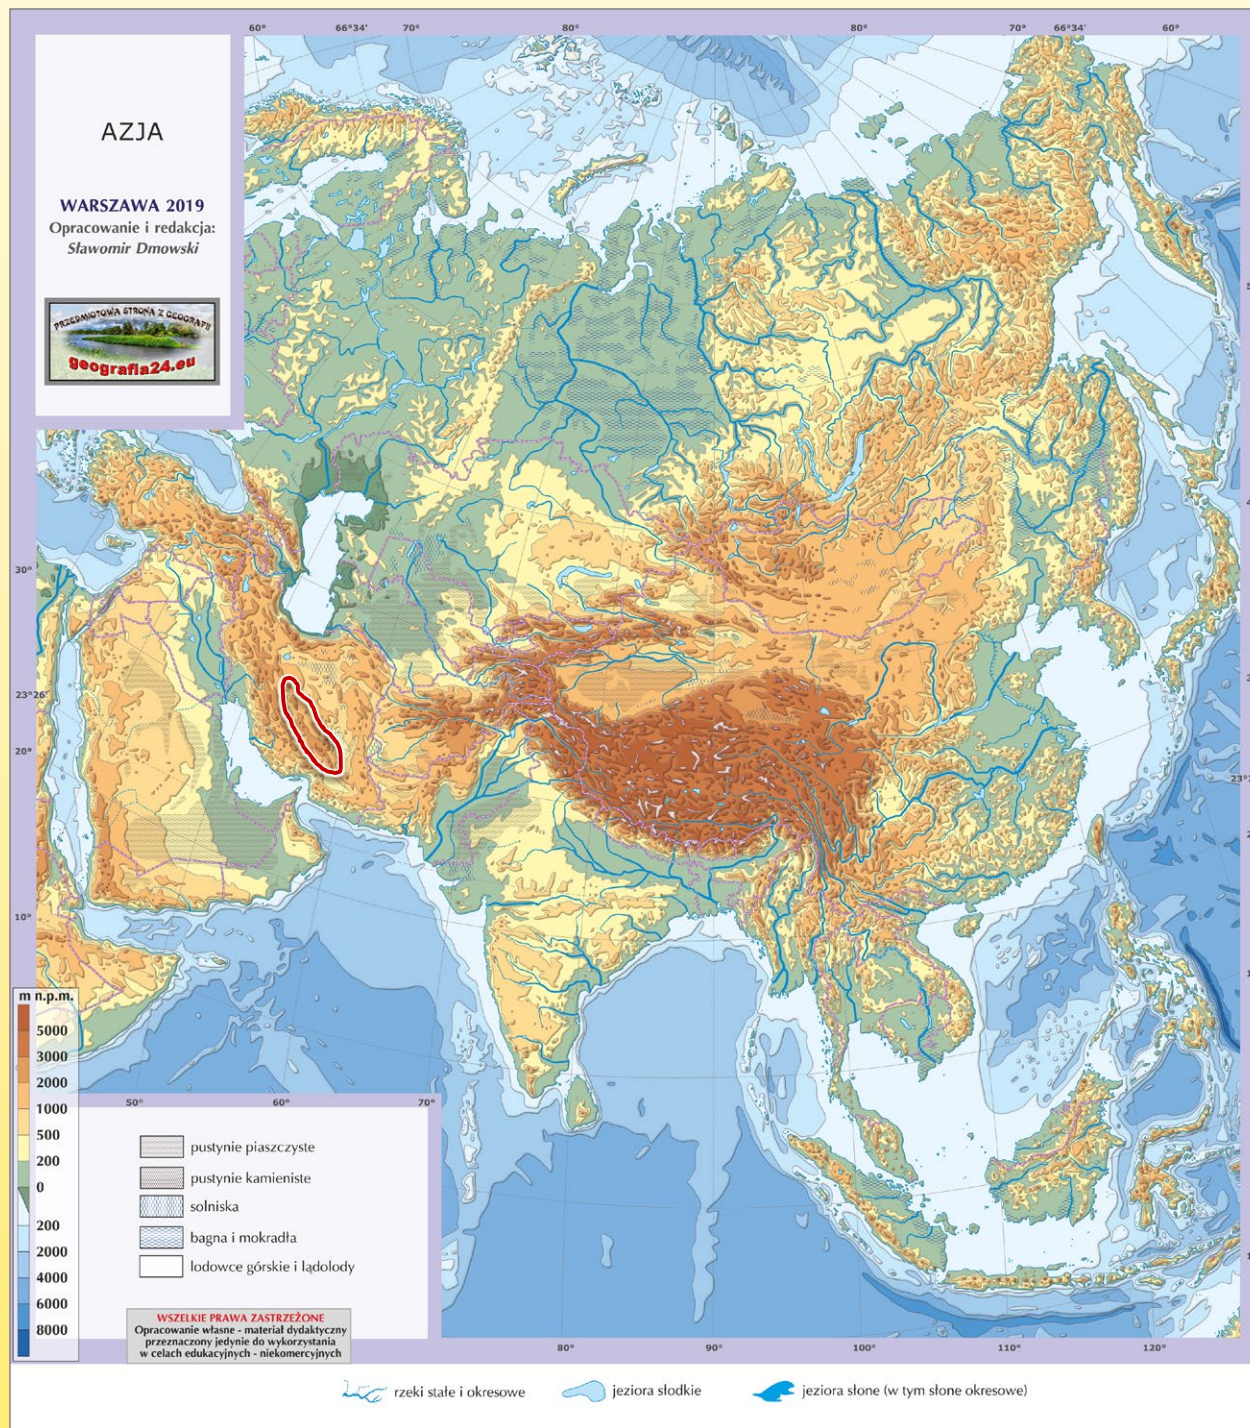 60° 66°34' 70° 80° 80° 70° 66°34' 60°
AZJA
WARSZAWA 2019
Opracowanie i redakcja:
Sławomir Dmowski
PRZEDMIOTOWA STRONA Z GEOGRAFII
geografia24.eu
30°
23°26'
20°
10°
m n.p.m.
5000
3000
2000
1000
500
200
0
200
2000
4000
6000
8000
50° 60° 70°
pustynie piaszczyste
pustynie kamieniste
solniska
bagna i mokradła
lodowce górskie i lądolody
WSZELKIE PRAWA ZASTRZEŻONE
Opracowanie własne - materiał dydaktyczny
przeznaczony jedynie do wykorzystania
w celach edukacyjnych - niekomercyjnych
80° 90° 100° 110° 120°
rzeki stałe i okresowe
jeziora słodkie
jeziora słone (w tym słone okresowe)